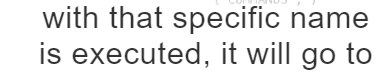 with that specific name
is executed, it will go to